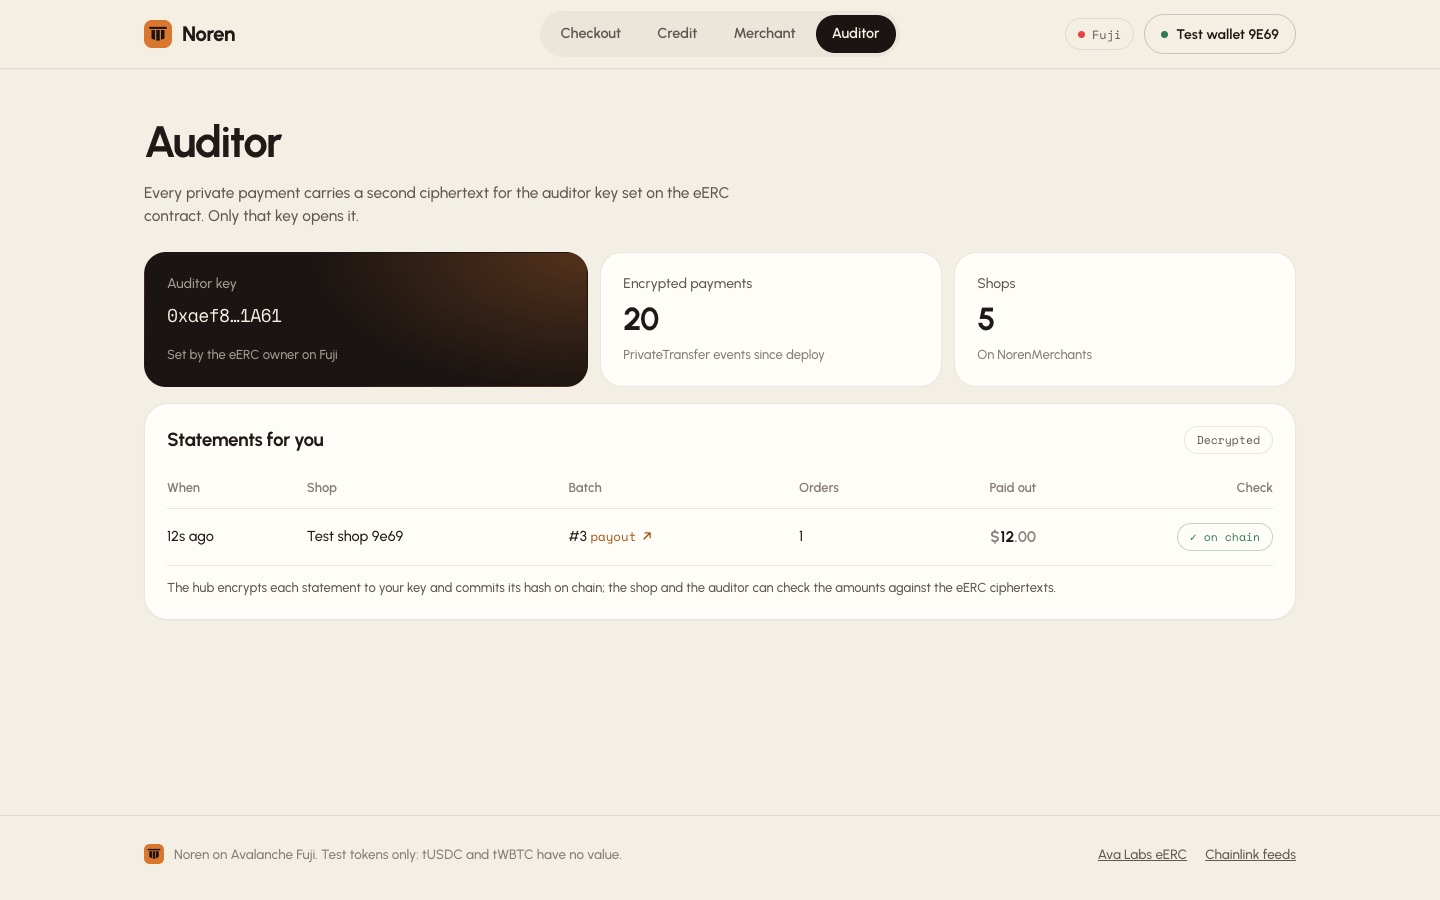 Noren
Checkout Credit Merchant Auditor
Fuji
Test wallet 9E69
Auditor
Every private payment carries a second ciphertext for the auditor key set on the eERC
contract. Only that key opens it.
Auditor key
0xaef8…1A61
Set by the eERC owner on Fuji
Encrypted payments
20
PrivateTransfer events since deploy
Shops
5
On NorenMerchants
Statements for you
Decrypted
When Shop Batch Orders Paid out Check
12s ago Test shop 9e69 #3 payout ↗ 1 $12.00 ✓ on chain
The hub encrypts each statement to your key and commits its hash on chain; the shop and the auditor can check the amounts against the eERC ciphertexts.
Noren on Avalanche Fuji. Test tokens only: tUSDC and tWBTC have no value.
Ava Labs eERC Chainlink feeds